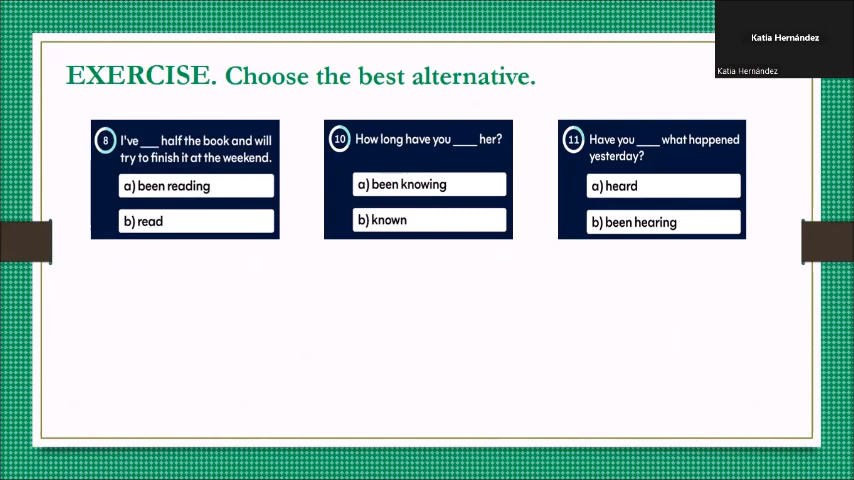 Katia Hernández
Katia Hernández
EXERCISE. Choose the best alternative.
8
I've ___ half the book and will
try to finish it at the weekend.
a) been reading
b) read
10
How long have you ____ her?
a) been knowing
b) known
11
Have you ____ what happened
yesterday?
a) heard
b) been hearing